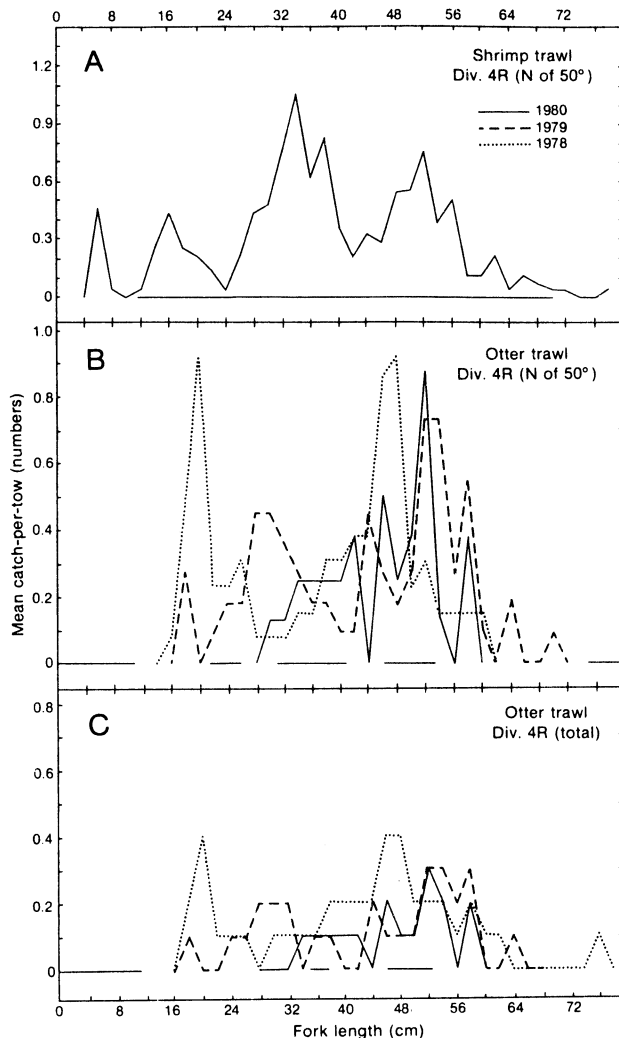 0 8 16 24 32 40 48 56 64 72
A
Shrimp trawl
Div. 4R (N of 50°)
1980
1979
1978
1.2
0.9
0.6
0.3
0
B
Otter trawl
Div. 4R (N of 50°)
1.0
0.8
0.6
0.4
0.2
0
Mean catch-per-tow (numbers)
C
Otter trawl
Div. 4R (total)
0.8
0.6
0.4
0.2
0
0 8 16 24 32 40 48 56 64 72
Fork length (cm)